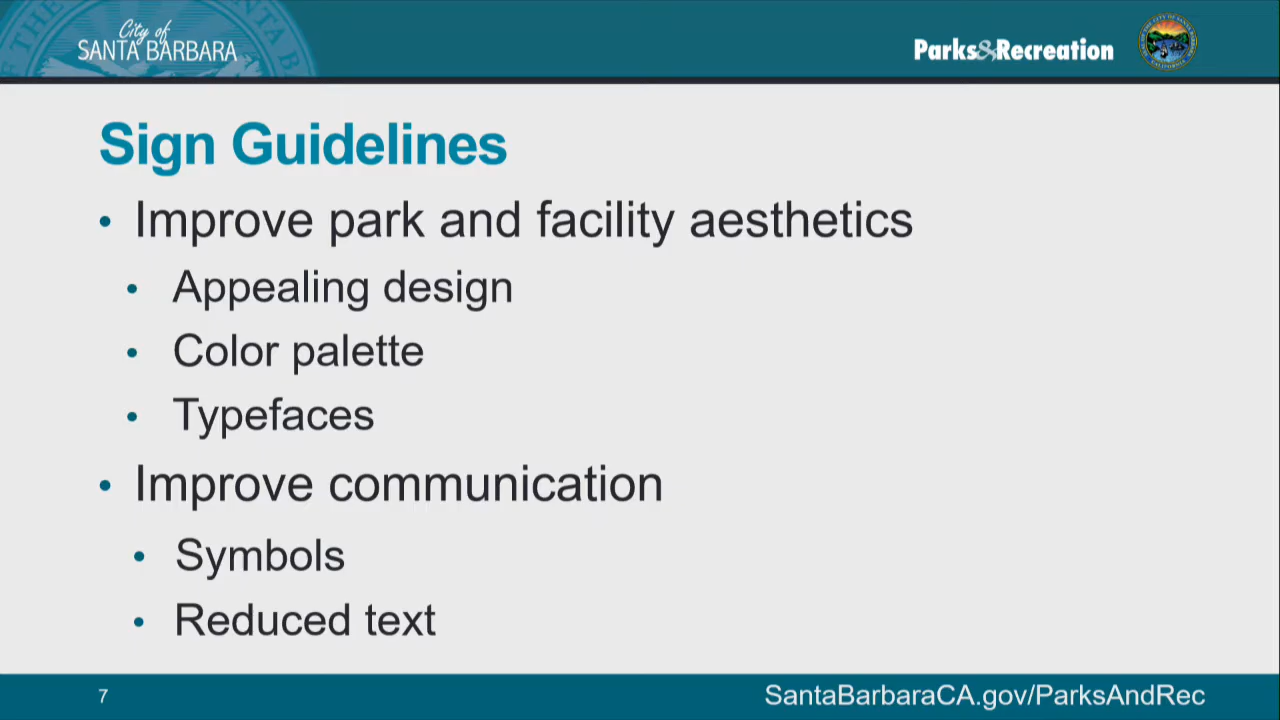 City of
SANTA BARBARA
Parks&Recreation
Sign Guidelines
• Improve park and facility aesthetics
• Appealing design
• Color palette
• Typefaces
• Improve communication
• Symbols
• Reduced text
7
SantaBarbaraCA.gov/ParksAndRec